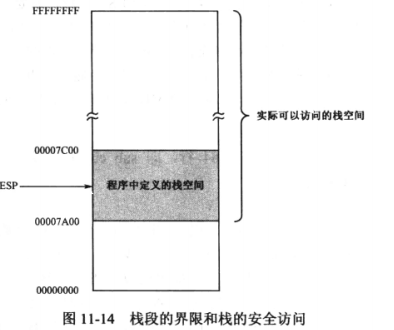 FFFFFFFF
实际可以访问的栈空间
00007C00
ESP
程序中定义的栈空间
00007A00
00000000
图 11-14 栈段的界限和栈的安全访问